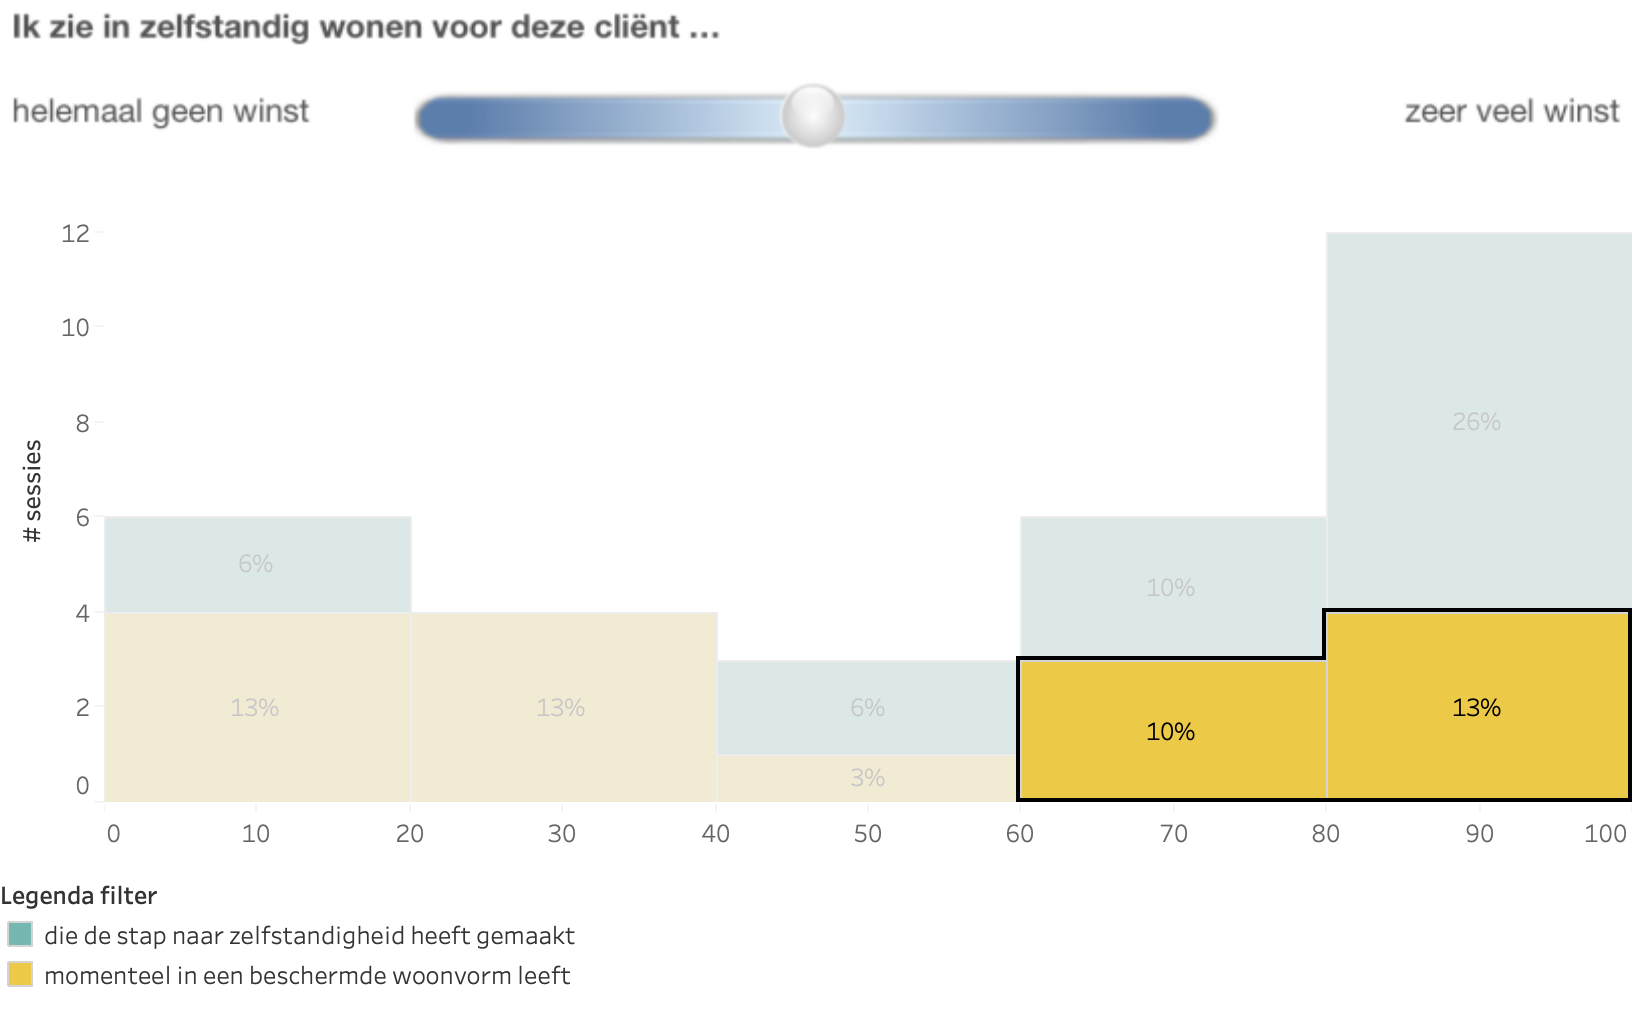 Ik zie in zelfstandig wonen voor deze cliënt ...
helemaal geen winst
zeer veel winst
12
10
8
6
4
2
0
# sessies
26%
6%
10%
13%
13%
6%
3%
10%
13%
0 10 20 30 40 50 60 70 80 90 100
Legenda filter
die de stap naar zelfstandigheid heeft gemaakt
momenteel in een beschermde woonvorm leeft